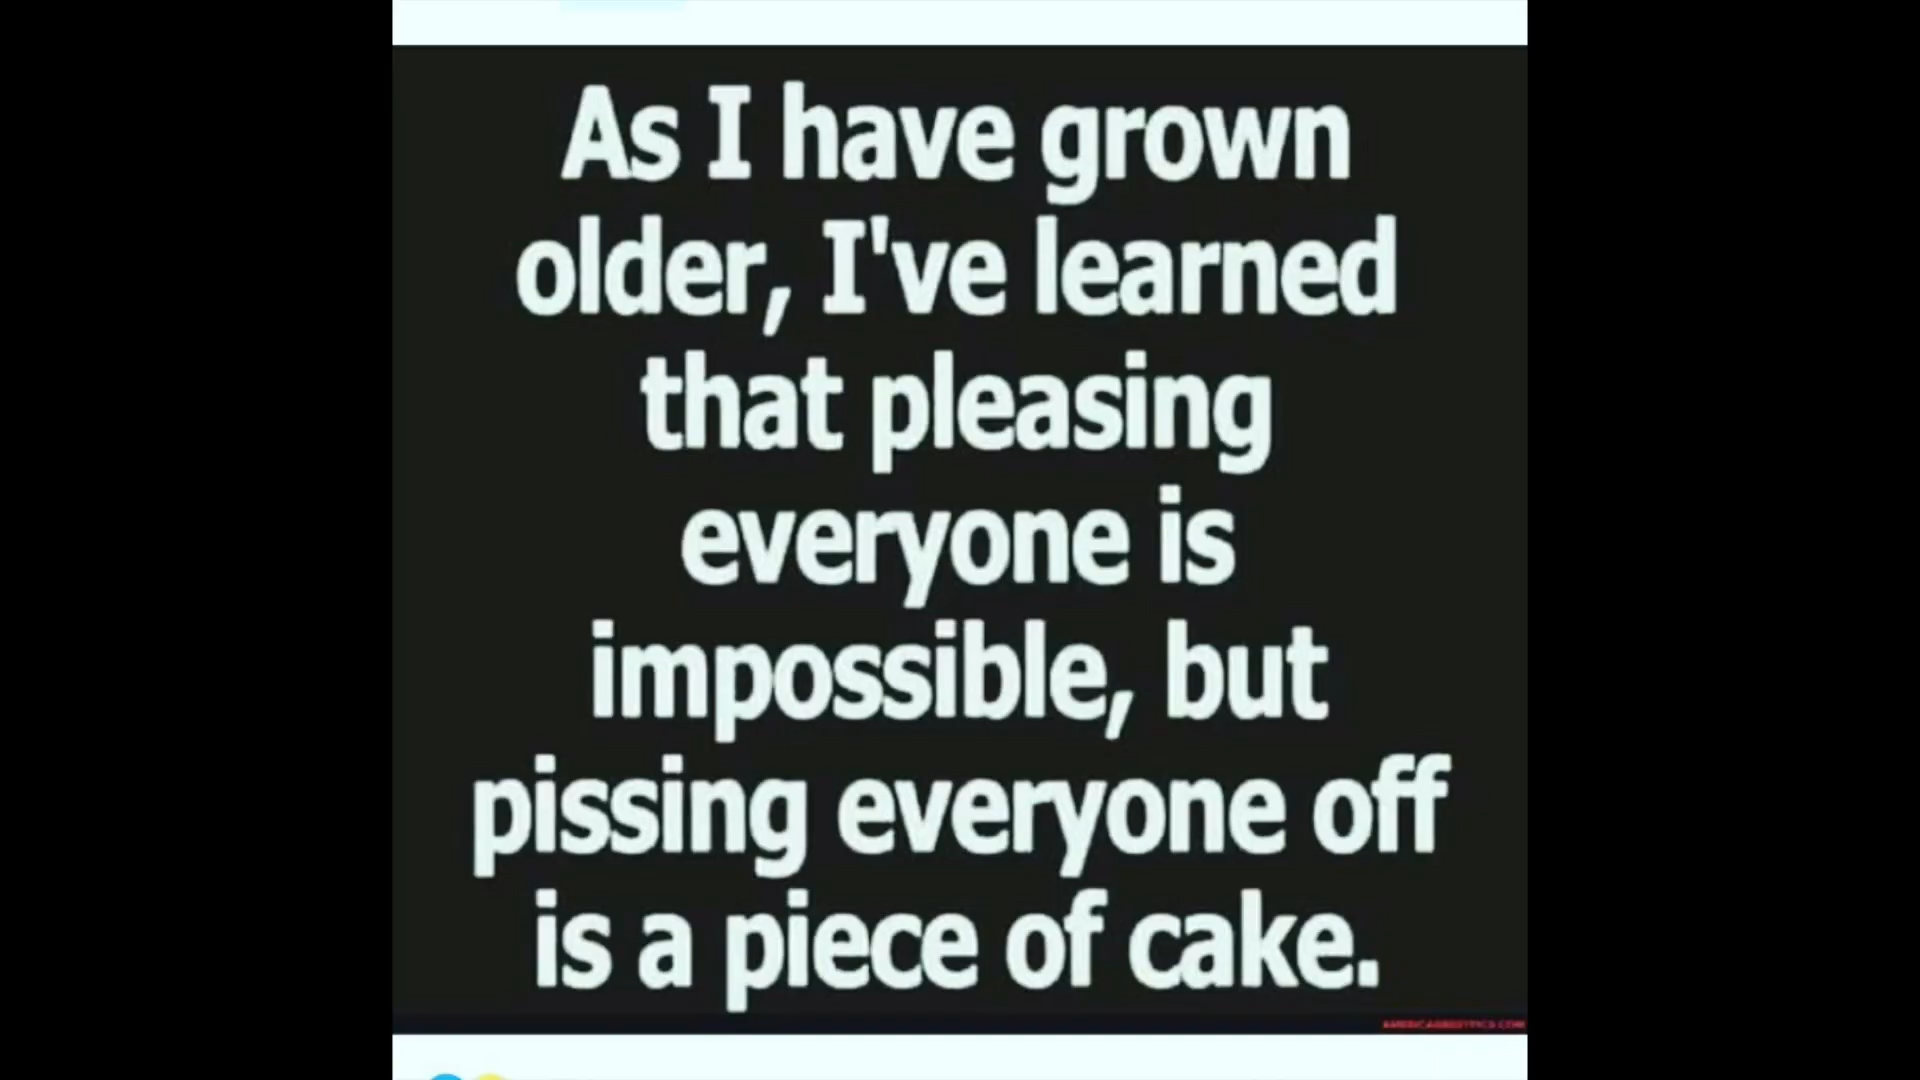 As I have grown
older, I've learned
that pleasing
everyone is
impossible, but
pissing everyone off
is a piece of cake.